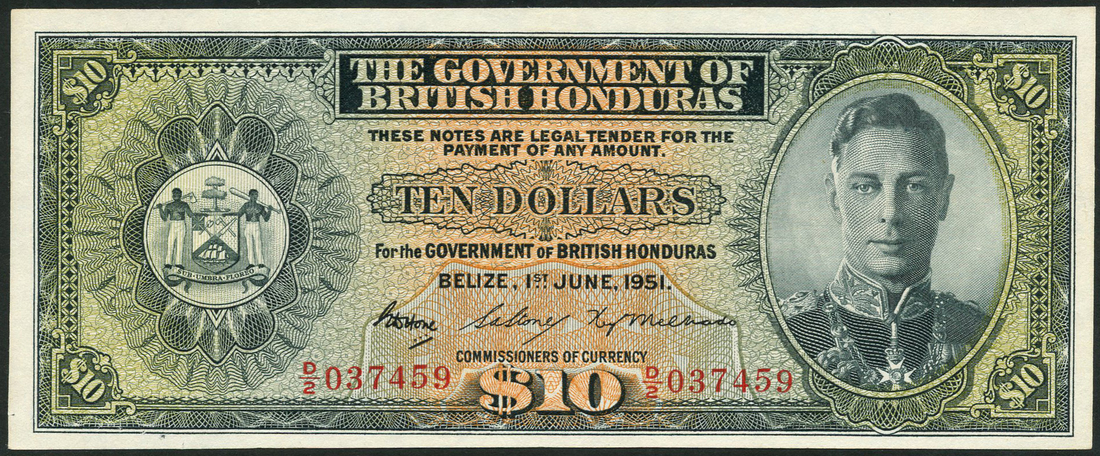 $10
$10
THE GOVERNMENT OF
BRITISH HONDURAS
THESE NOTES ARE LEGAL TENDER FOR THE
PAYMENT OF ANY AMOUNT.
TEN DOLLARS
For the GOVERNMENT OF BRITISH HONDURAS
BELIZE, 1ST JUNE, 1951.
SUB·UMBRA·FLOREO
COMMISSIONERS OF CURRENCY
D/2 037459
D/2 037459
$10
$10
$10